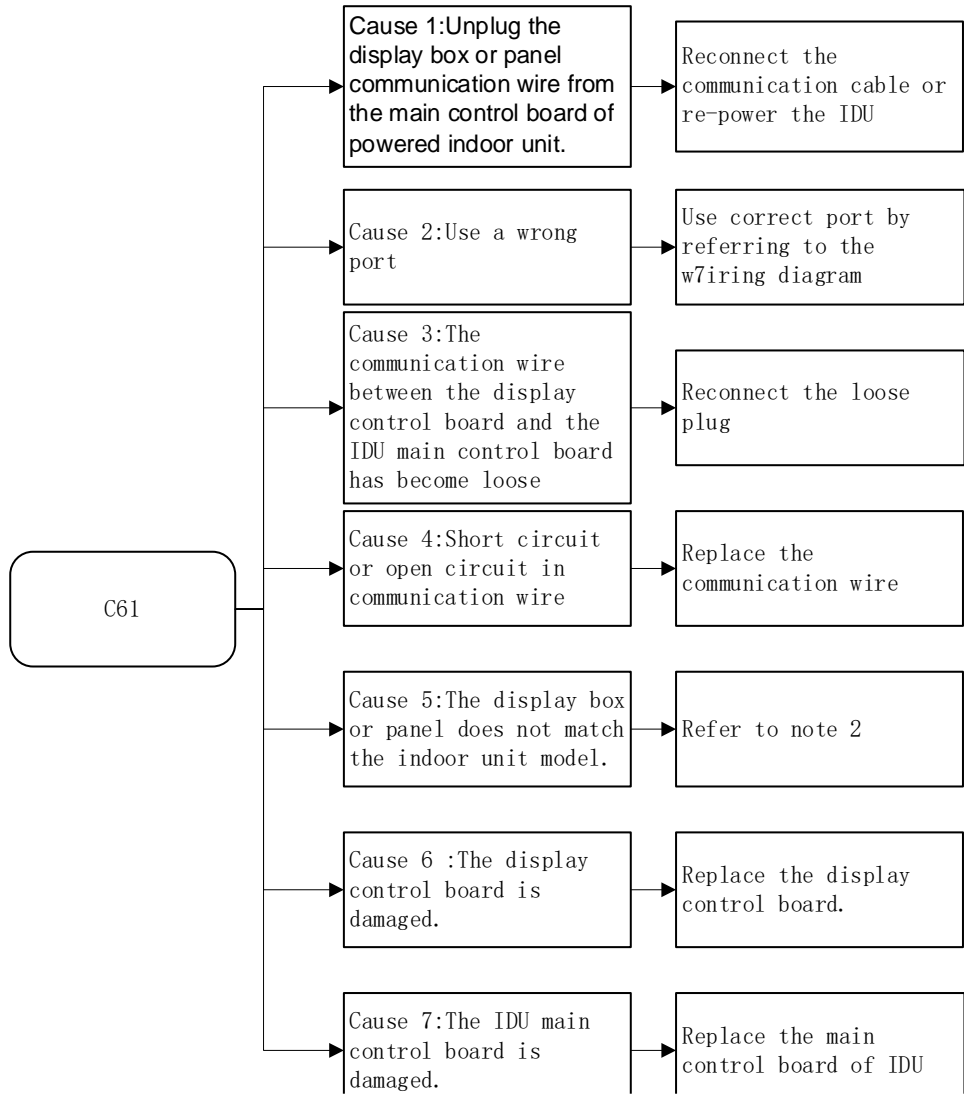 Cause 1:Unplug the
display box or panel
communication wire from
the main control board of
powered indoor unit.
Reconnect the
communication cable or
re-power the IDU
Cause 2:Use a wrong
port
Use correct port by
referring to the
w7iring diagram
Cause 3:The
communication wire
between the display
control board and the
IDU main control board
has become loose
Reconnect the loose
plug
Cause 4:Short circuit
or open circuit in
communication wire
Replace the
communication wire
C61
Cause 5:The display box
or panel does not match
the indoor unit model.
Refer to note 2
Cause 6 :The display
control board is
damaged.
Replace the display
control board.
Cause 7:The IDU main
control board is
damaged.
Replace the main
control board of IDU